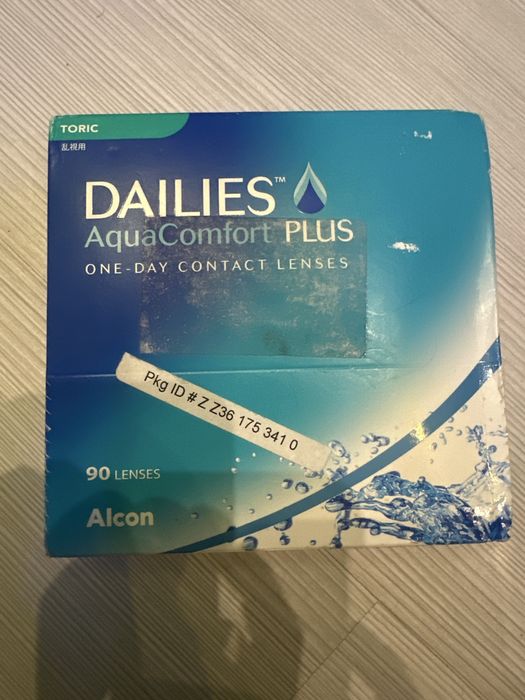 TORIC
乱視用
DAILIES™
AquaComfort PLUS
ONE-DAY CONTACT LENSES
Pkg ID # Z Z36 175 341 0
90 LENSES
Alcon